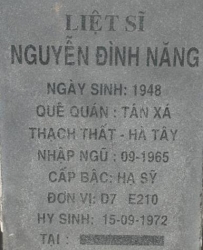 LIỆT SĨ
NGUYỄN ĐÌNH NĂNG
NGÀY SINH: 1948
QUÊ QUÁN: TÂN XÁ
THẠCH THẤT - HÀ TÂY
NHẬP NGŨ: 09-1965
CẤP BẬC: HẠ SỸ
ĐƠN VỊ: D7 E210
HY SINH: 15-09-1972
TẠI :